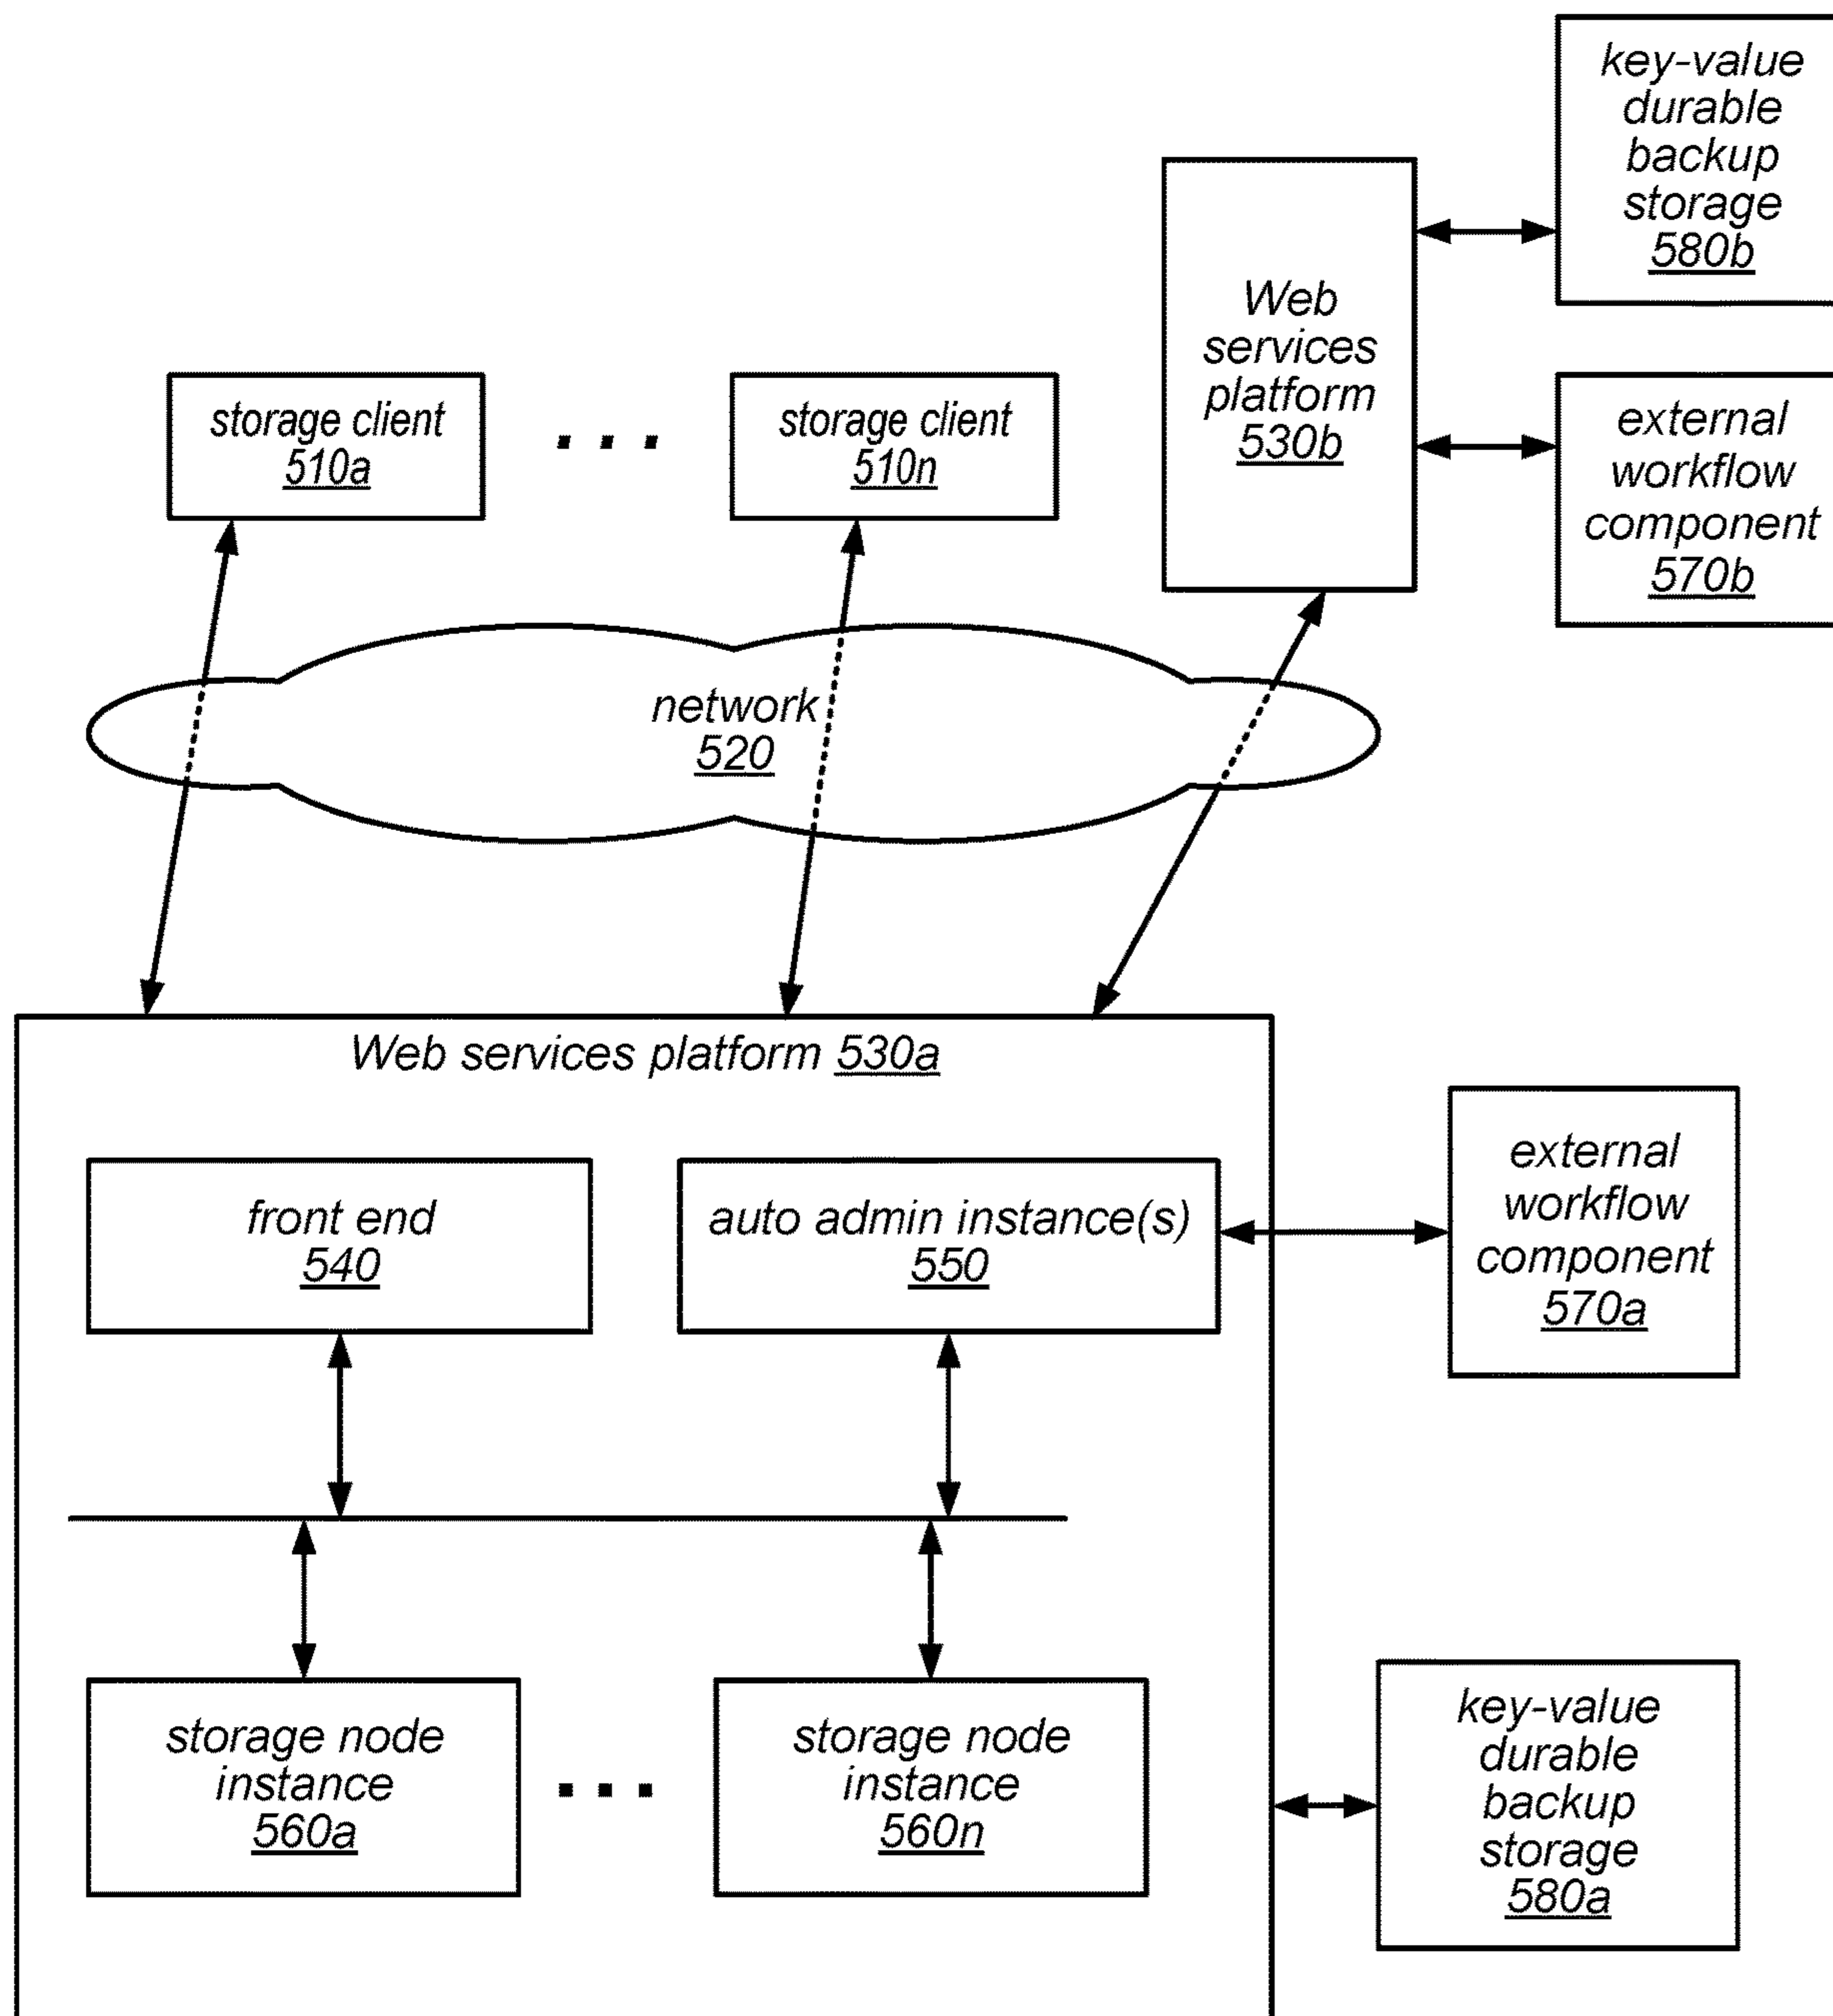 key-value
durable
backup
storage
580b
Web
services
platform
530b
external
workflow
component
570b
storage client
510a
. . .
storage client
510n
network
520
Web services platform 530a
front end
540
auto admin instance(s)
550
external
workflow
component
570a
storage node
instance
560a
. . .
storage node
instance
560n
key-value
durable
backup
storage
580a